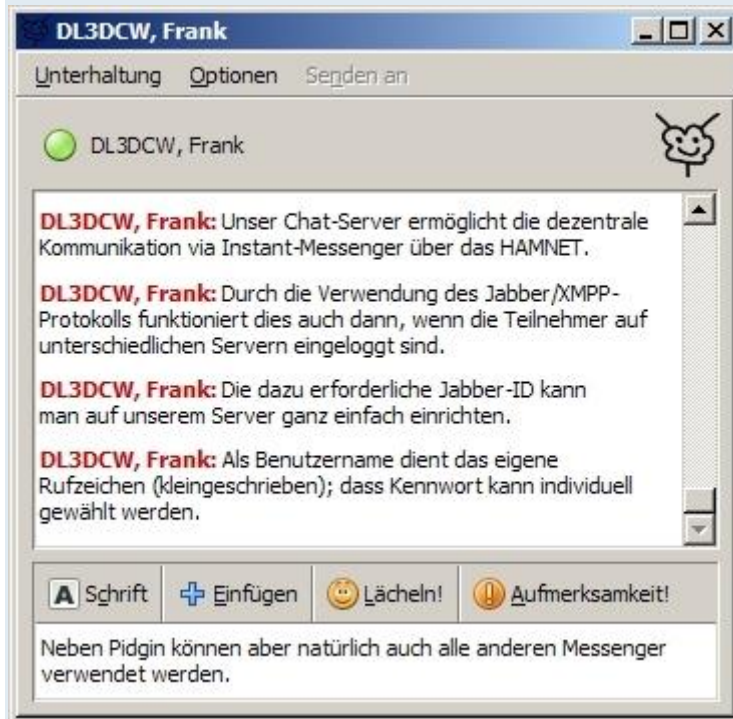 DL3DCW, Frank
Unterhaltung Optionen Senden an
DL3DCW, Frank
DL3DCW, Frank: Unser Chat-Server ermöglicht die dezentrale
Kommunikation via Instant-Messenger über das HAMNET.
DL3DCW, Frank: Durch die Verwendung des Jabber/XMPP-
Protokolls funktioniert dies auch dann, wenn die Teilnehmer auf
unterschiedlichen Servern eingeloggt sind.
DL3DCW, Frank: Die dazu erforderliche Jabber-ID kann
man auf unserem Server ganz einfach einrichten.
DL3DCW, Frank: Als Benutzername dient das eigene
Rufzeichen (kleingeschrieben); dass Kennwort kann individuell
gewählt werden.
A Schrift Einfügen Lächeln! Aufmerksamkeit!
Neben Pidgin können aber natürlich auch alle anderen Messenger
verwendet werden.